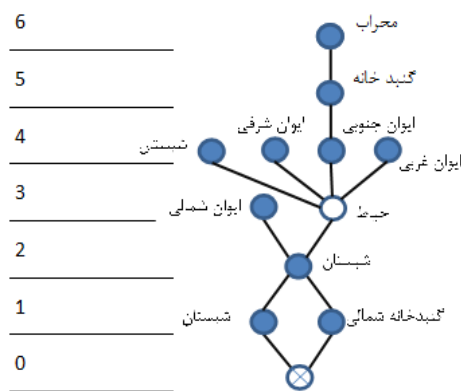 6
محراب
5
گنبد خانه
4
ایوان جنوبی
ایوان شرقی
شبستن
ایوان غربی
3
ایوان شمالی
حیاط
2
شبستان
1
گنبدخانه شمالی
شبستان
0